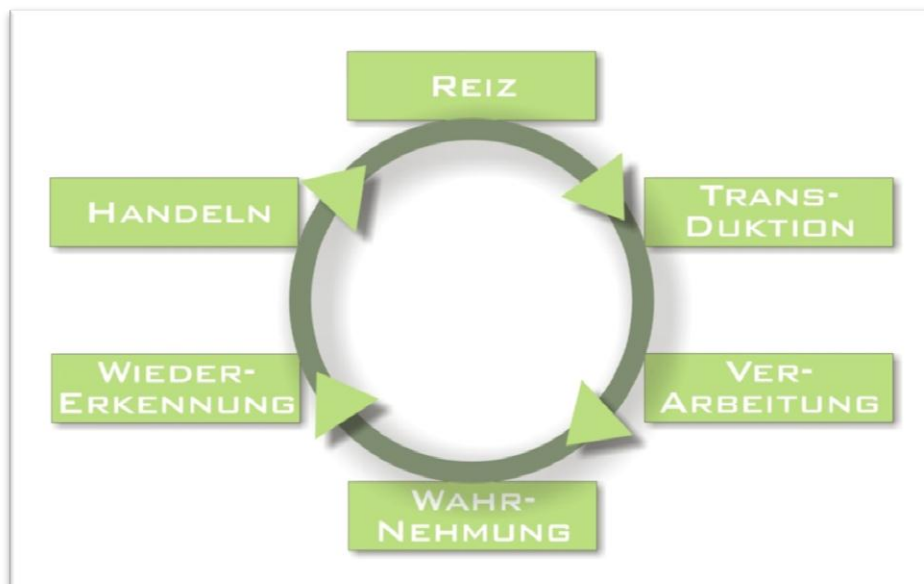 REIZ
TRANS-
DUKTION
VER-
ARBEITUNG
WAHR-
NEHMUNG
WIEDER-
ERKENNUNG
HANDELN